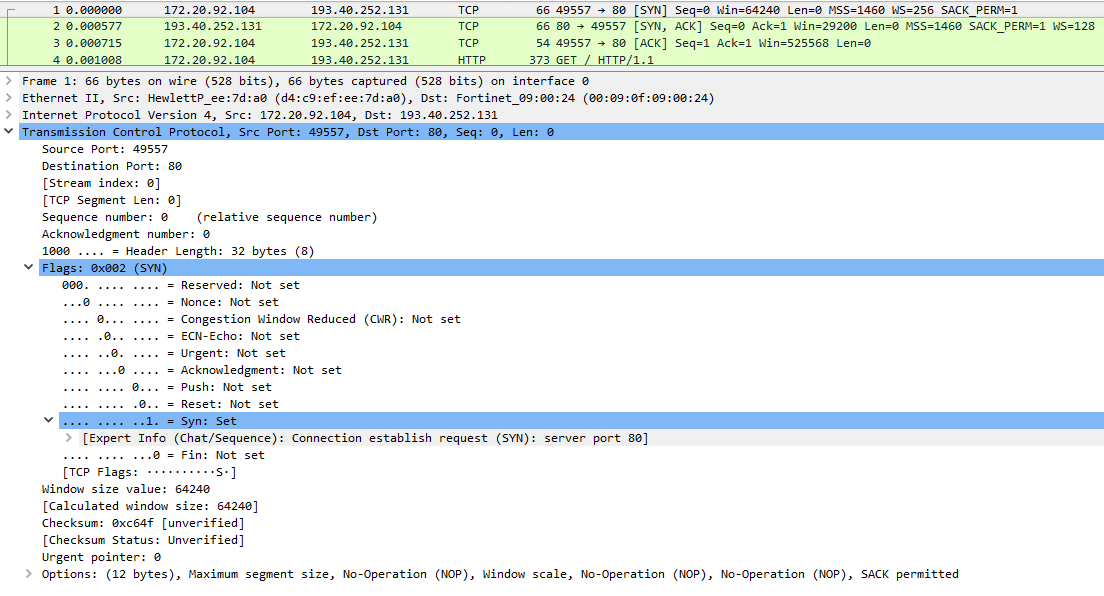 1 0.000000 172.20.92.104 193.40.252.131 TCP 66 49557 → 80 [SYN] Seq=0 Win=64240 Len=0 MSS=1460 WS=256 SACK_PERM=1
2 0.000577 193.40.252.131 172.20.92.104 TCP 66 80 → 49557 [SYN, ACK] Seq=0 Ack=1 Win=29200 Len=0 MSS=1460 SACK_PERM=1 WS=128
3 0.000715 172.20.92.104 193.40.252.131 TCP 54 49557 → 80 [ACK] Seq=1 Ack=1 Win=525568 Len=0
4 0.001008 172.20.92.104 193.40.252.131 HTTP 373 GET / HTTP/1.1
Frame 1: 66 bytes on wire (528 bits), 66 bytes captured (528 bits) on interface 0
Ethernet II, Src: HewlettP_ee:7d:a0 (d4:c9:ef:ee:7d:a0), Dst: Fortinet_09:00:24 (00:09:0f:09:00:24)
Internet Protocol Version 4, Src: 172.20.92.104, Dst: 193.40.252.131
Transmission Control Protocol, Src Port: 49557, Dst Port: 80, Seq: 0, Len: 0
Source Port: 49557
Destination Port: 80
[Stream index: 0]
[TCP Segment Len: 0]
Sequence number: 0    (relative sequence number)
Acknowledgment number: 0
1000 .... = Header Length: 32 bytes (8)
Flags: 0x002 (SYN)
000. .... .... = Reserved: Not set
...0 .... .... = Nonce: Not set
.... 0... .... = Congestion Window Reduced (CWR): Not set
.... .0.. .... = ECN-Echo: Not set
.... ..0. .... = Urgent: Not set
.... ...0 .... = Acknowledgment: Not set
.... .... 0... = Push: Not set
.... .... .0.. = Reset: Not set
.... .... ..1. = Syn: Set
[Expert Info (Chat/Sequence): Connection establish request (SYN): server port 80]
.... .... ...0 = Fin: Not set
[TCP Flags: ··········S·]
Window size value: 64240
[Calculated window size: 64240]
Checksum: 0xc64f [unverified]
[Checksum Status: Unverified]
Urgent pointer: 0
Options: (12 bytes), Maximum segment size, No-Operation (NOP), Window scale, No-Operation (NOP), No-Operation (NOP), SACK permitted